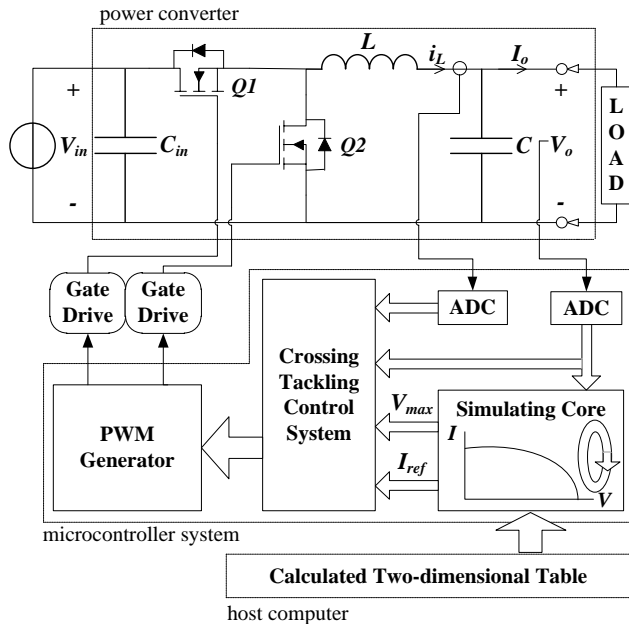 power converter
L
i_L
I_o
Q1
+
+
V_in
C_in
Q2
C
V_o
LOAD
-
-
Gate
Drive
Gate
Drive
ADC
ADC
Crossing
Tackling
Control
System
PWM
Generator
V_max
I_ref
Simulating Core
I
V
microcontroller system
Calculated Two-dimensional Table
host computer